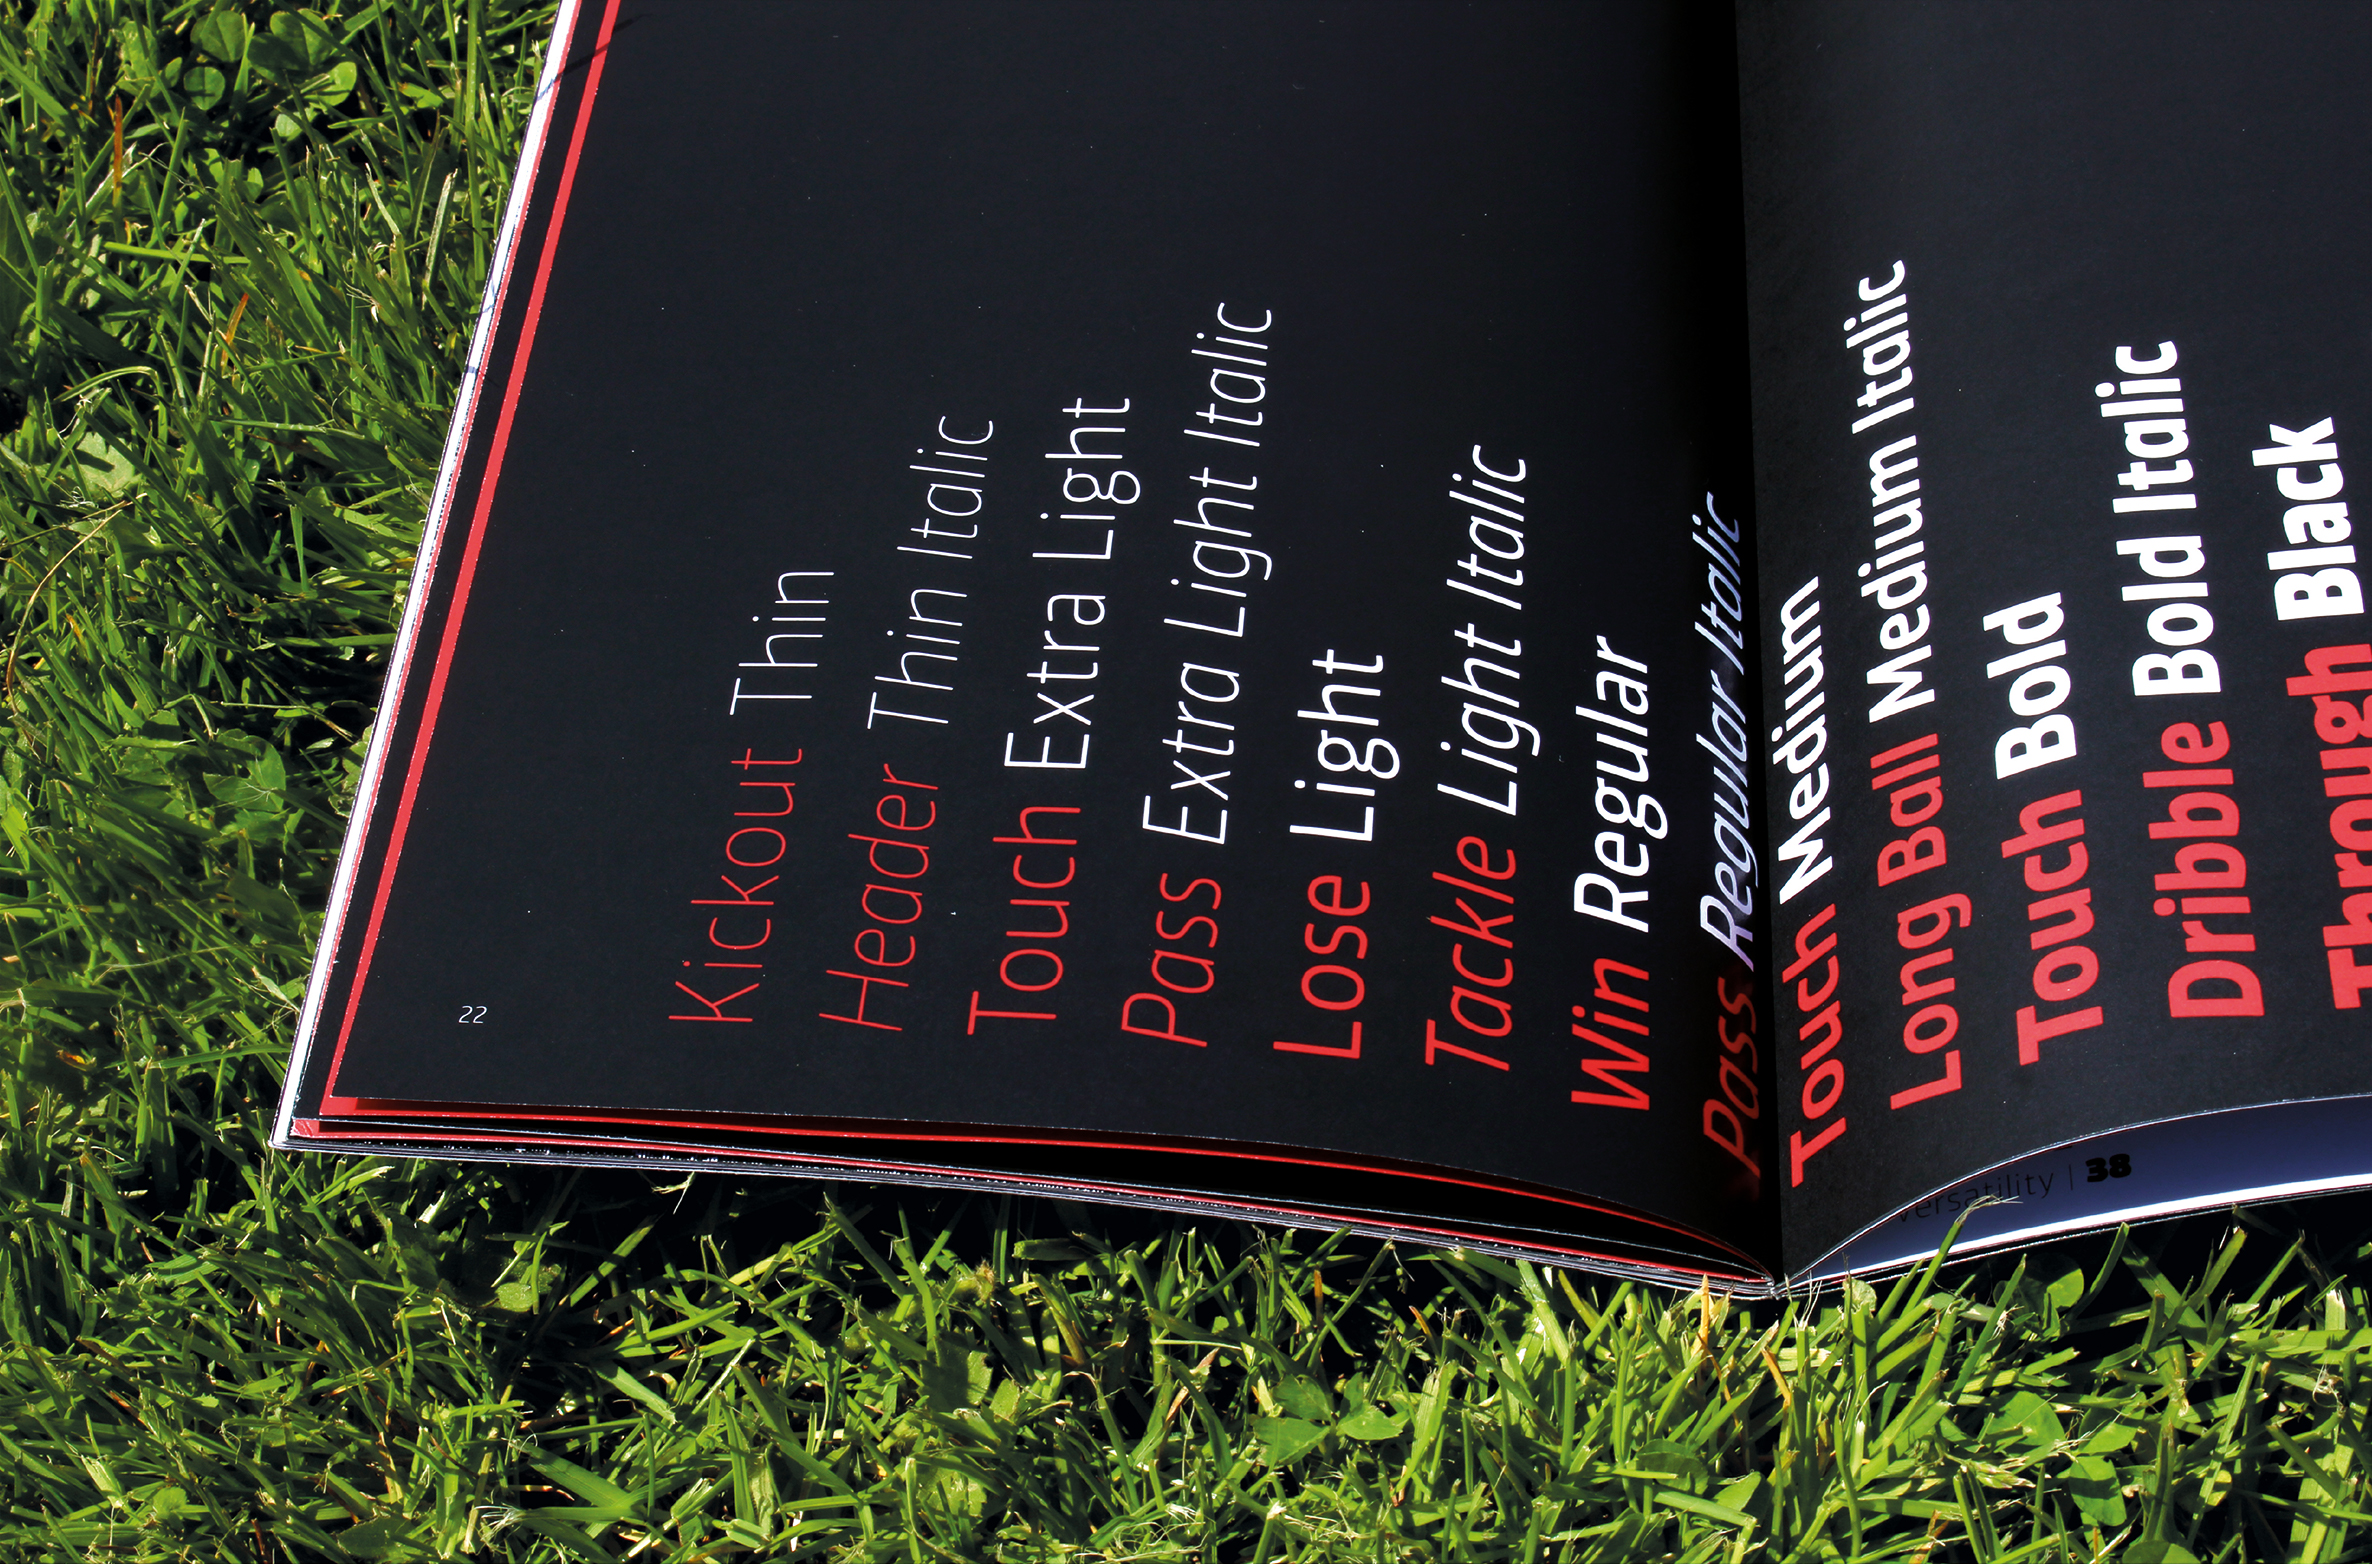 Kickout Thin
Header Thin Italic
Touch Extra Light
Pass Extra Light Italic
Lose Light
Tackle Light Italic
Win Regular
Pass Regular Italic
22
Touch Medium
Long Ball Medium Italic
Touch Bold
Dribble Bold Italic
Through Black
versatility | 38